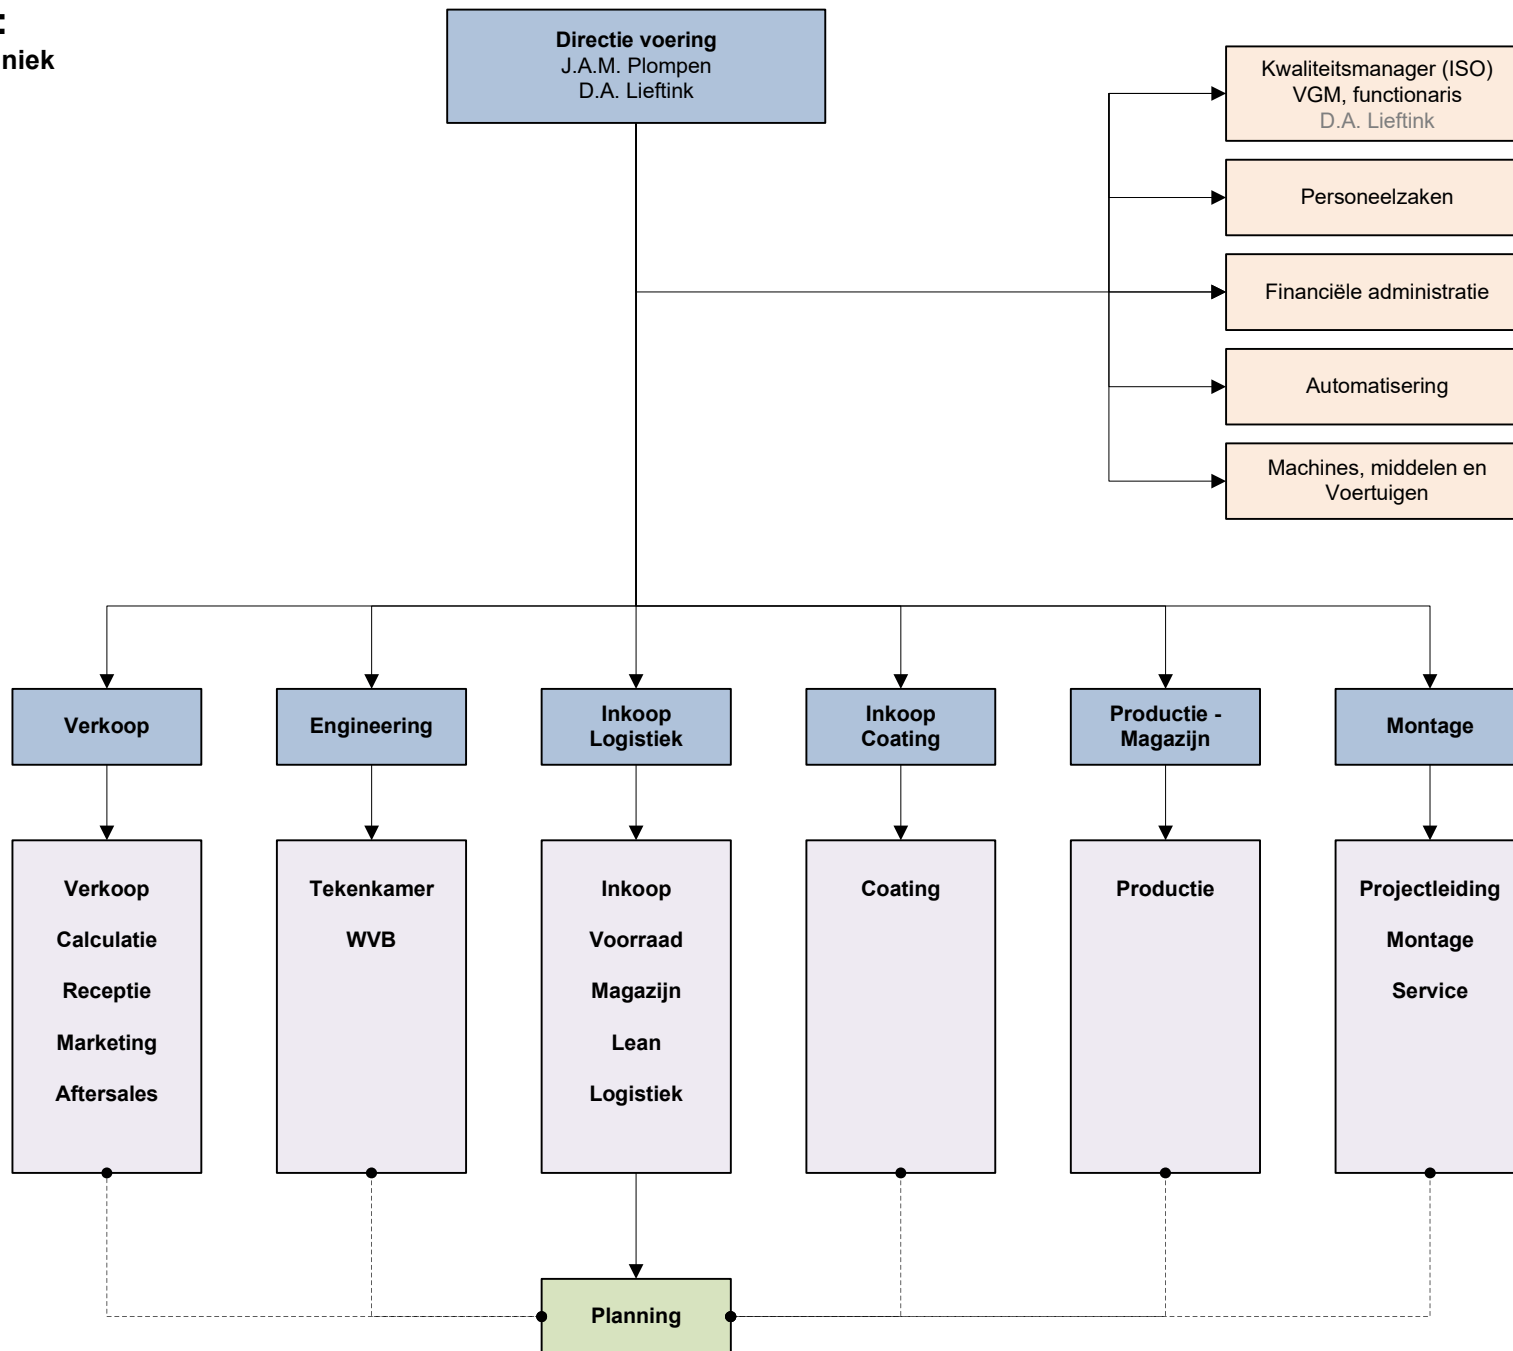 :
niek
Directie voering
J.A.M. Plompen
D.A. Lieftink
Kwaliteitsmanager (ISO)
VGM, functionaris
D.A. Lieftink
Personeelzaken
Financiële administratie
Automatisering
Machines, middelen en
Voertuigen
Verkoop
Engineering
Inkoop
Logistiek
Inkoop
Coating
Productie -
Magazijn
Montage
Verkoop
Calculatie
Receptie
Marketing
Aftersales
Tekenkamer
WVB
Inkoop
Voorraad
Magazijn
Lean
Logistiek
Coating
Productie
Projectleiding
Montage
Service
Planning